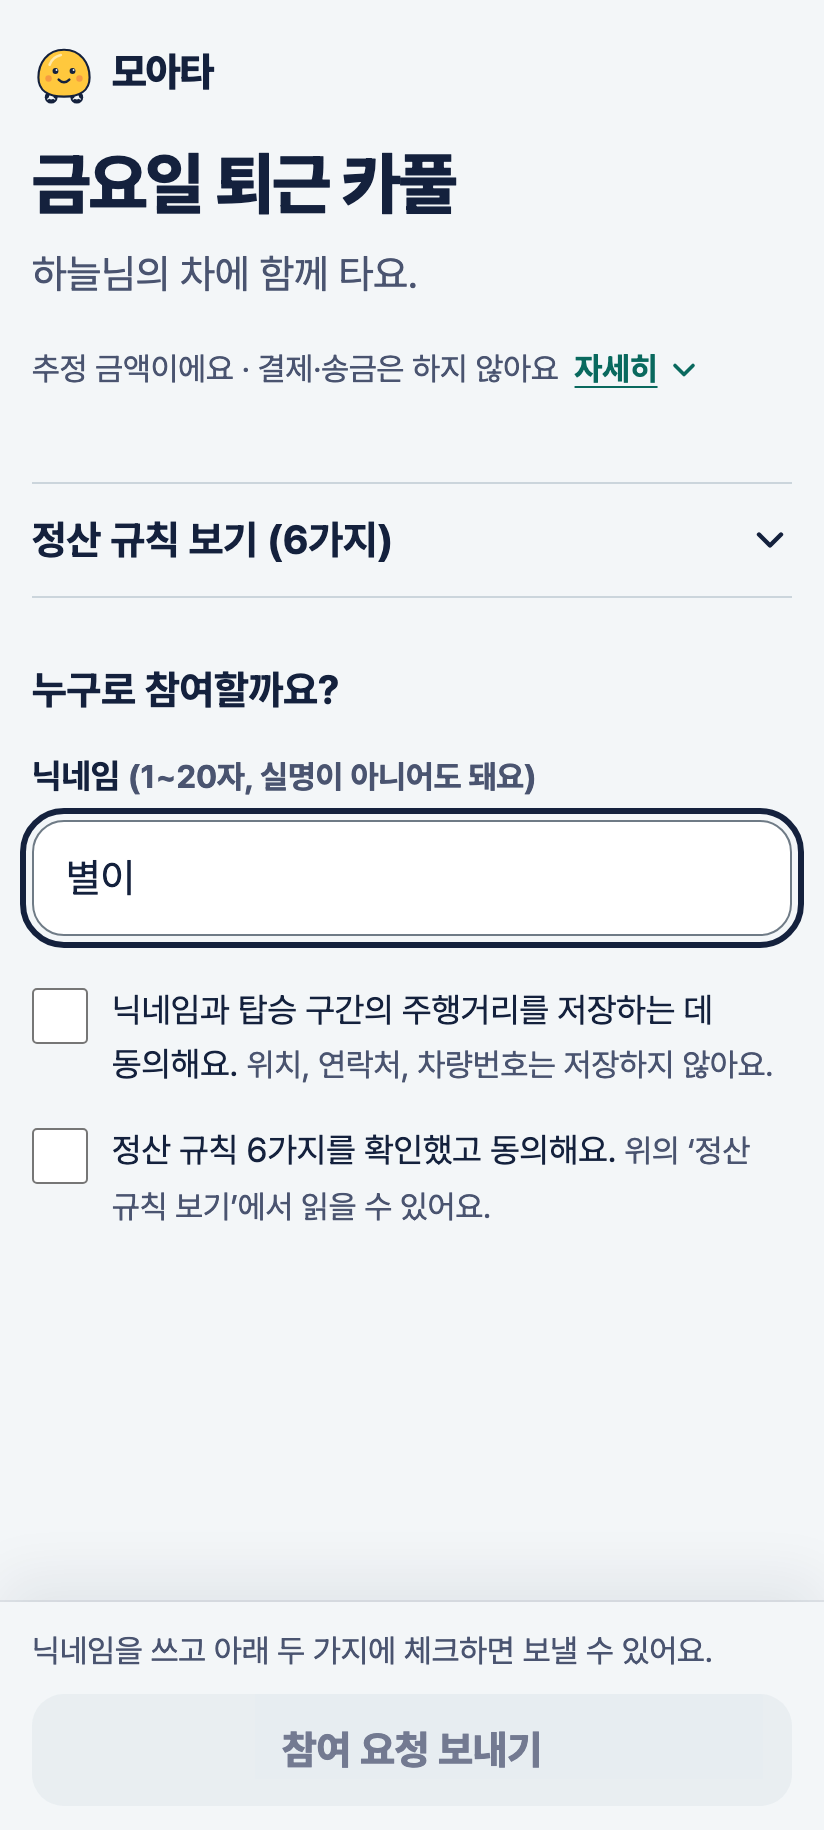 모아타
금요일 퇴근 카풀
하늘님의 차에 함께 타요.
추정 금액이에요 · 결제·송금은 하지 않아요 자세히
정산 규칙 보기 (6가지)
누구로 참여할까요?
닉네임 (1~20자, 실명이 아니어도 돼요)
별이
닉네임과 탑승 구간의 주행거리를 저장하는 데
동의해요. 위치, 연락처, 차량번호는 저장하지 않아요.
정산 규칙 6가지를 확인했고 동의해요. 위의 ‘정산
규칙 보기’에서 읽을 수 있어요.
닉네임을 쓰고 아래 두 가지에 체크하면 보낼 수 있어요.
참여 요청 보내기